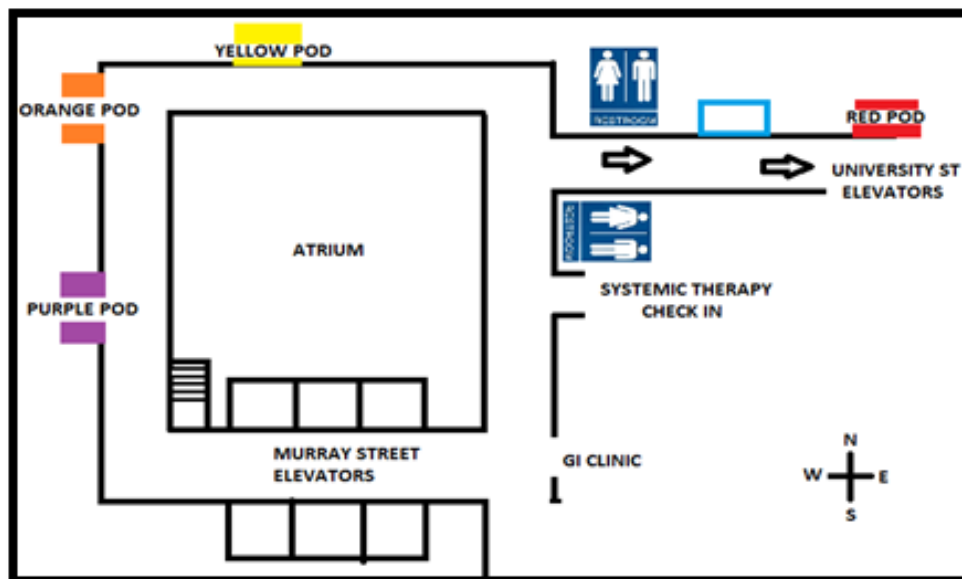 YELLOW POD
ORANGE POD
RESTROOM
RED POD
UNIVERSITY ST
ELEVATORS
RESTROOM
ATRIUM
SYSTEMIC THERAPY
CHECK IN
PURPLE POD
MURRAY STREET
ELEVATORS
GI CLINIC
N
W
E
S